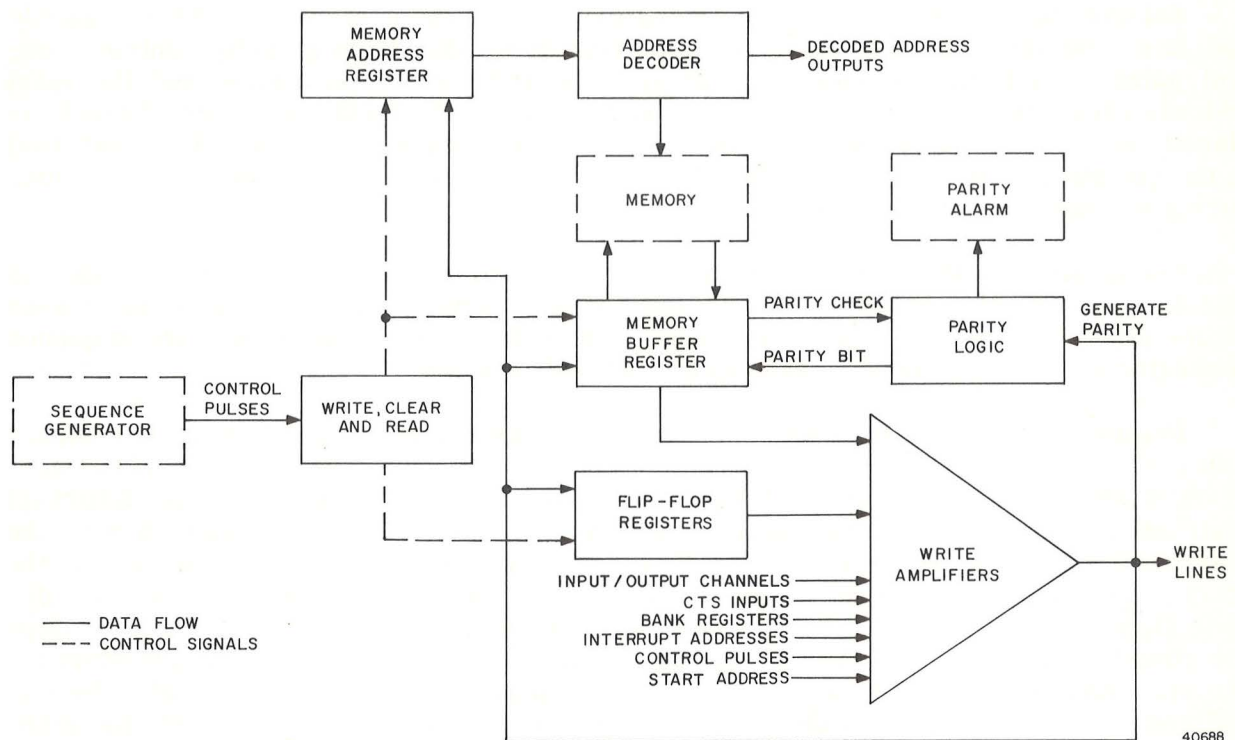 MEMORY
ADDRESS
REGISTER
ADDRESS
DECODER
DECODED ADDRESS
OUTPUTS
MEMORY
PARITY
ALARM
MEMORY
BUFFER
REGISTER
PARITY CHECK
PARITY BIT
PARITY
LOGIC
GENERATE
PARITY
SEQUENCE
GENERATOR
CONTROL
PULSES
WRITE, CLEAR
AND READ
FLIP-FLOP
REGISTERS
WRITE
AMPLIFIERS
WRITE
LINES
INPUT/OUTPUT CHANNELS
CTS INPUTS
BANK REGISTERS
INTERRUPT ADDRESSES
CONTROL PULSES
START ADDRESS
DATA FLOW
CONTROL SIGNALS
40688